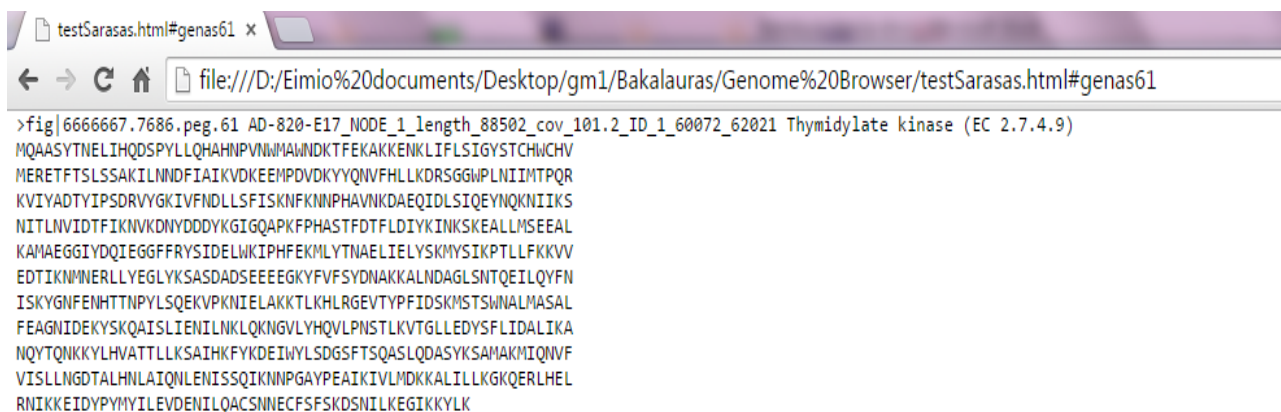 testSarasas.html#genas61
file:///D:/Eimio%20documents/Desktop/gm1/Bakalauras/Genome%20Browser/testSarasas.html#genas61
>fig|6666667.7686.peg.61 AD-820-E17_NODE_1_length_88502_cov_101.2_ID_1_60072_62021 Thymidylate kinase (EC 2.7.4.9)
MQAASYTNELIHQDSPYLLQHAHNPVNWMAWNDKTFEKAKKENKLIFLSIGYSTCHWCHV
MERETFTSLSSAKILNNDFIAIKVDKEEMPDVDKYYQNVFHLLKDRSGGWPLNIIMTPQR
KVIYADTYIPSDRVYGKIVFNDLLSFISKNFKNNPHAVNKDAEQIDLSIQEYNQKNIIKS
NITLNVIDTFIKNVKDNYDDDYKGIGQAPKFPHASTFDTFLDIYKINKSKEALLMSEEAL
KAMAEGGIYDQIEGGFFRYSIDELWKIPHFEKMLYTNAELIELYSKMYSIKPTLLFKKVV
EDTIKNMNERLLYEGLYKSASDADSEEEEGKYFVFSYDNAKKALNDAGLSNTQEILQYFN
ISKYGNFENHTTNPYLSQEKVPKNIELAKKTLKHLRGEVTYPFIDSKMSTSWNALMASAL
FEAGNIDEKYSKQAISLIENILNKLQKNGVLYHQVLPNSTLKVTGLLEDYSFLIDALIKA
NQYTQNKKYLHVATTLLKSAIHKFYKDEIWYLSDGSFTSQASLQDASYKSAMAKMIQNVF
VISLLNGDTALHNLAIQNLENISSQIKNNPGAYPEAIKIVLMDKKALILLKGKQERLHEL
RNIKKEIDYPYMYILEVDENILQACSNNECFSFSKDSNILKEGIKKYLK